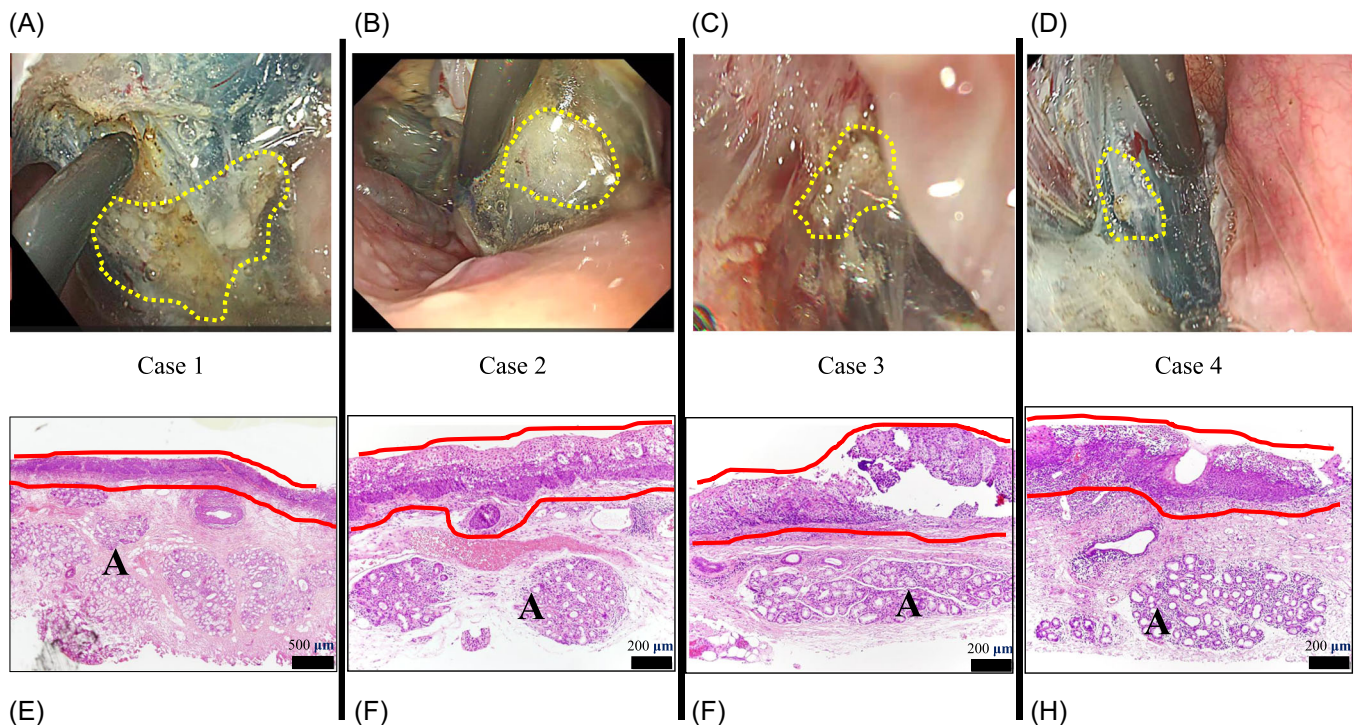 (A)
(B)
(C)
(D)
Case 1
Case 2
Case 3
Case 4
A
A
A
A
500 µm
200 µm
200 µm
200 µm
(E)
(F)
(F)
(H)